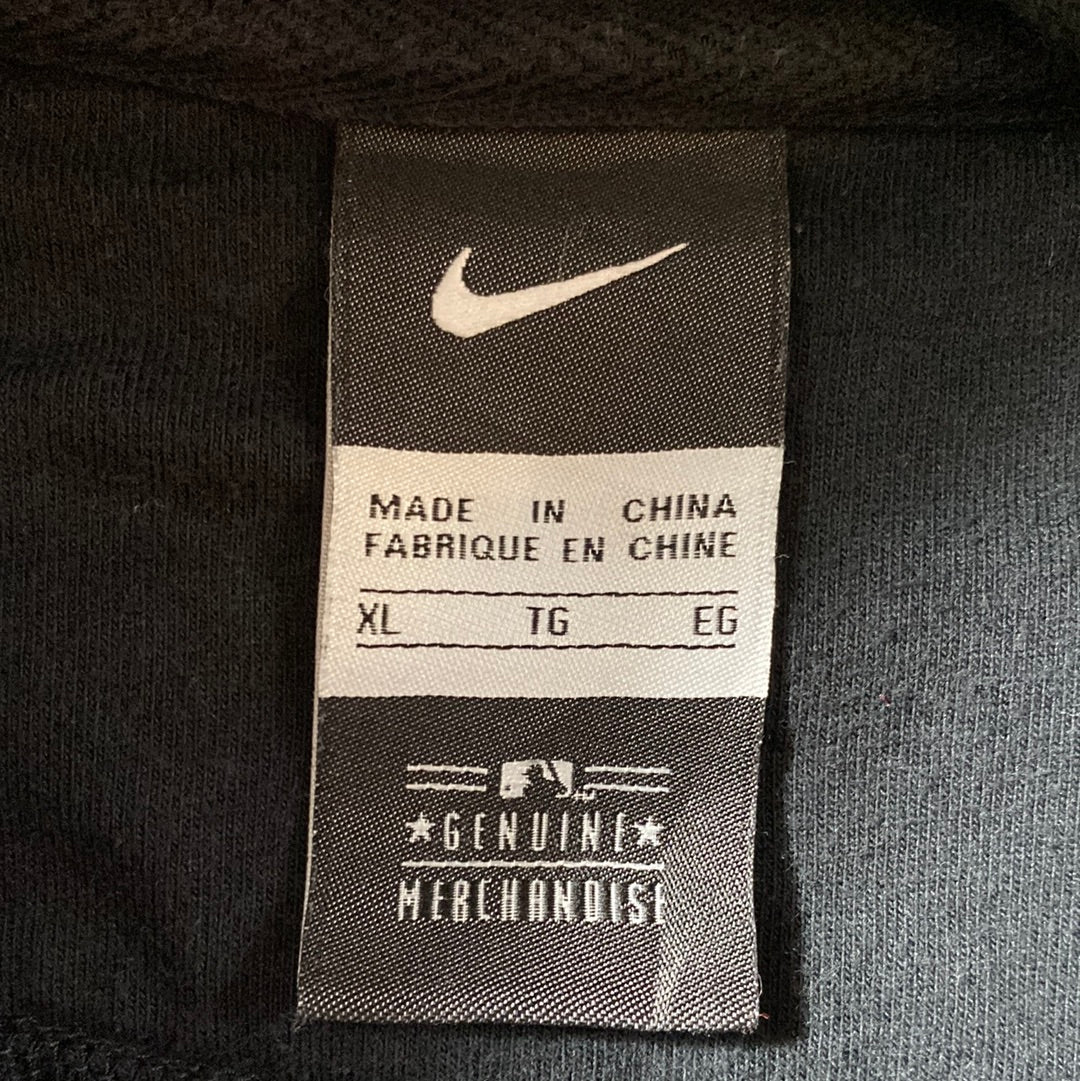 MADE IN CHINA
FABRIQUE EN CHINE
XL TG EG
GENUINE
MERCHANDISE